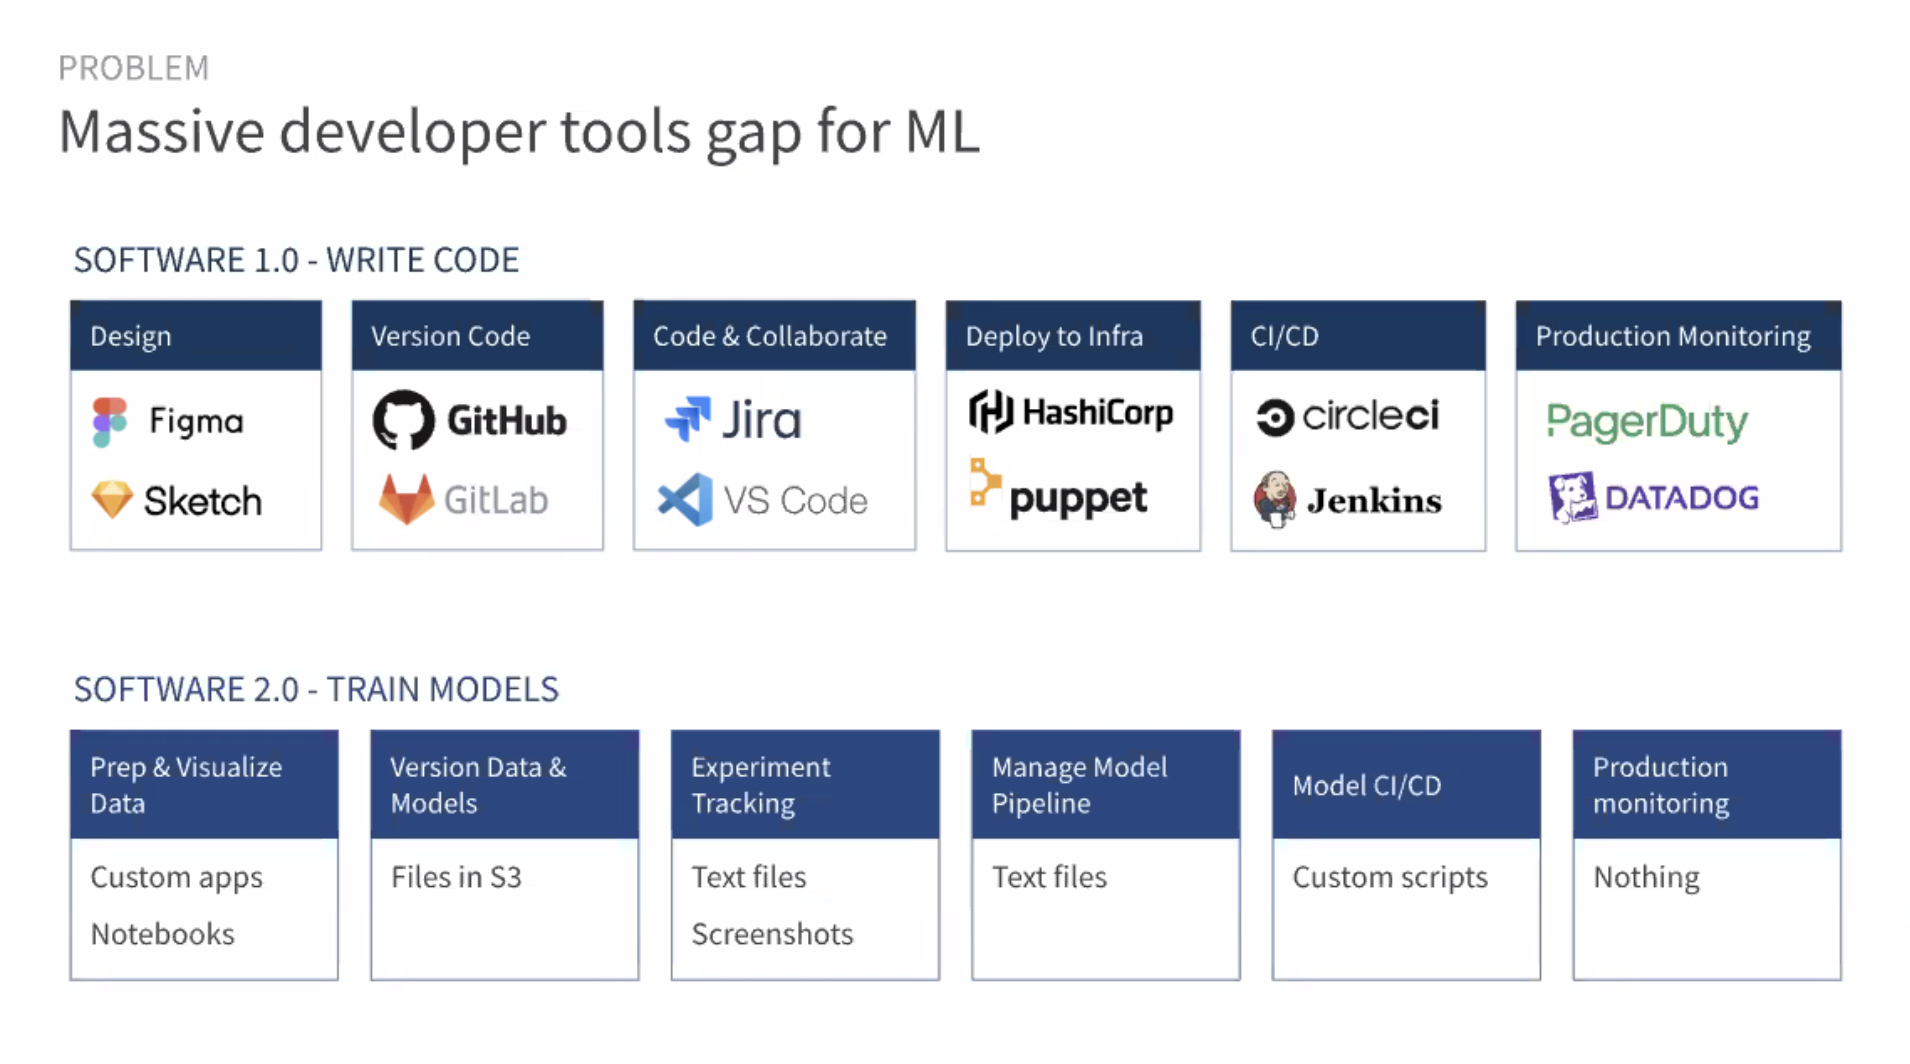 PROBLEM
Massive developer tools gap for ML
SOFTWARE 1.0 - WRITE CODE
Design
Figma
Sketch
Version Code
GitHub
GitLab
Code & Collaborate
Jira
VS Code
Deploy to Infra
HashiCorp
puppet
CI/CD
circleci
Jenkins
Production Monitoring
PagerDuty
DATADOG
SOFTWARE 2.0 - TRAIN MODELS
Prep & Visualize
Data
Custom apps
Notebooks
Version Data &
Models
Files in S3
Experiment
Tracking
Text files
Screenshots
Manage Model
Pipeline
Text files
Model CI/CD
Custom scripts
Production
monitoring
Nothing